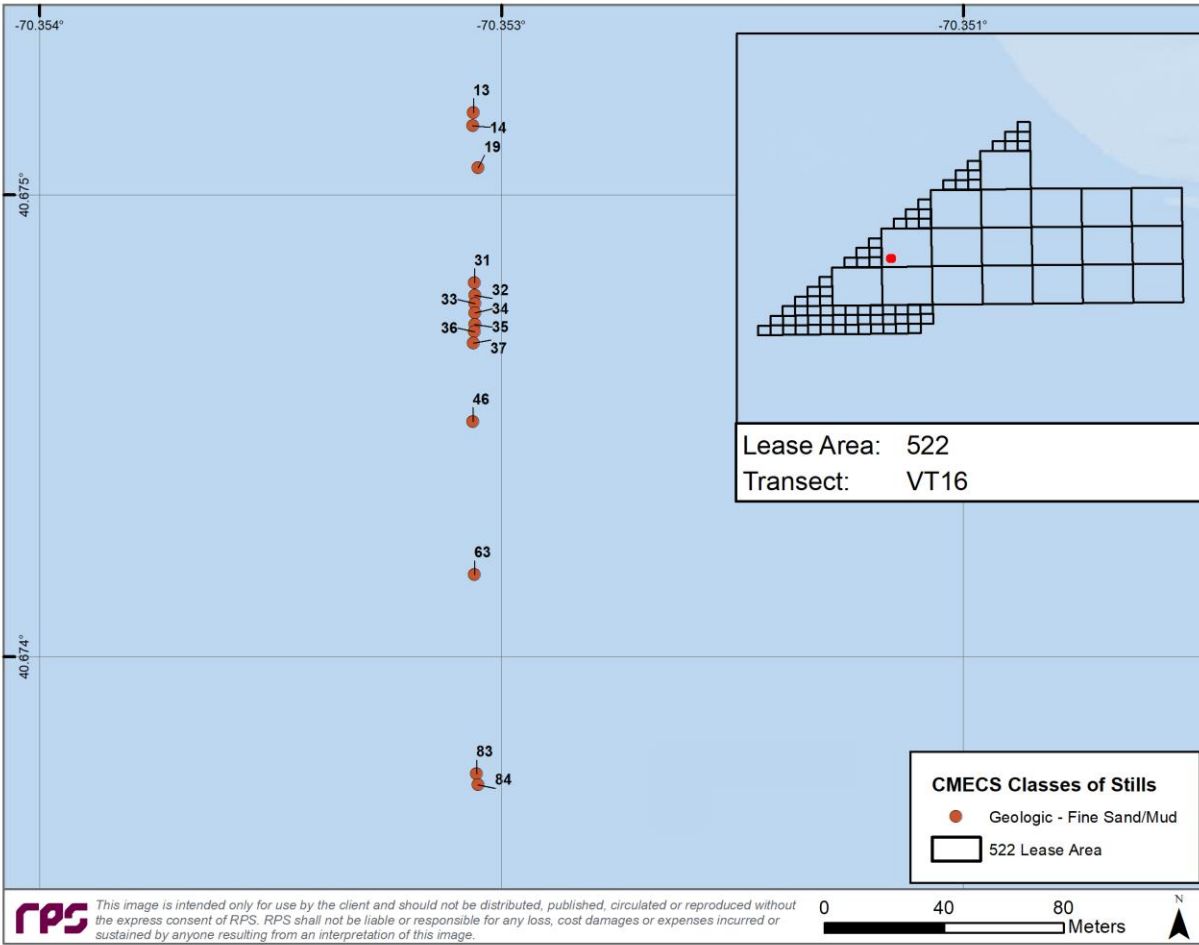 -70.354°
-70.353°
-70.351°
13
14
19
40.675°
31
32
33
34
35
36
37
46
Lease Area: 522
Transect: VT16
63
40.674°
83
84
CMECS Classes of Stills
Geologic - Fine Sand/Mud
522 Lease Area
rps
This image is intended only for use by the client and should not be distributed, published, circulated or reproduced without
the express consent of RPS. RPS shall not be liable or responsible for any loss, cost damages or expenses incurred or
sustained by anyone resulting from an interpretation of this image.
0 40 80
Meters
N